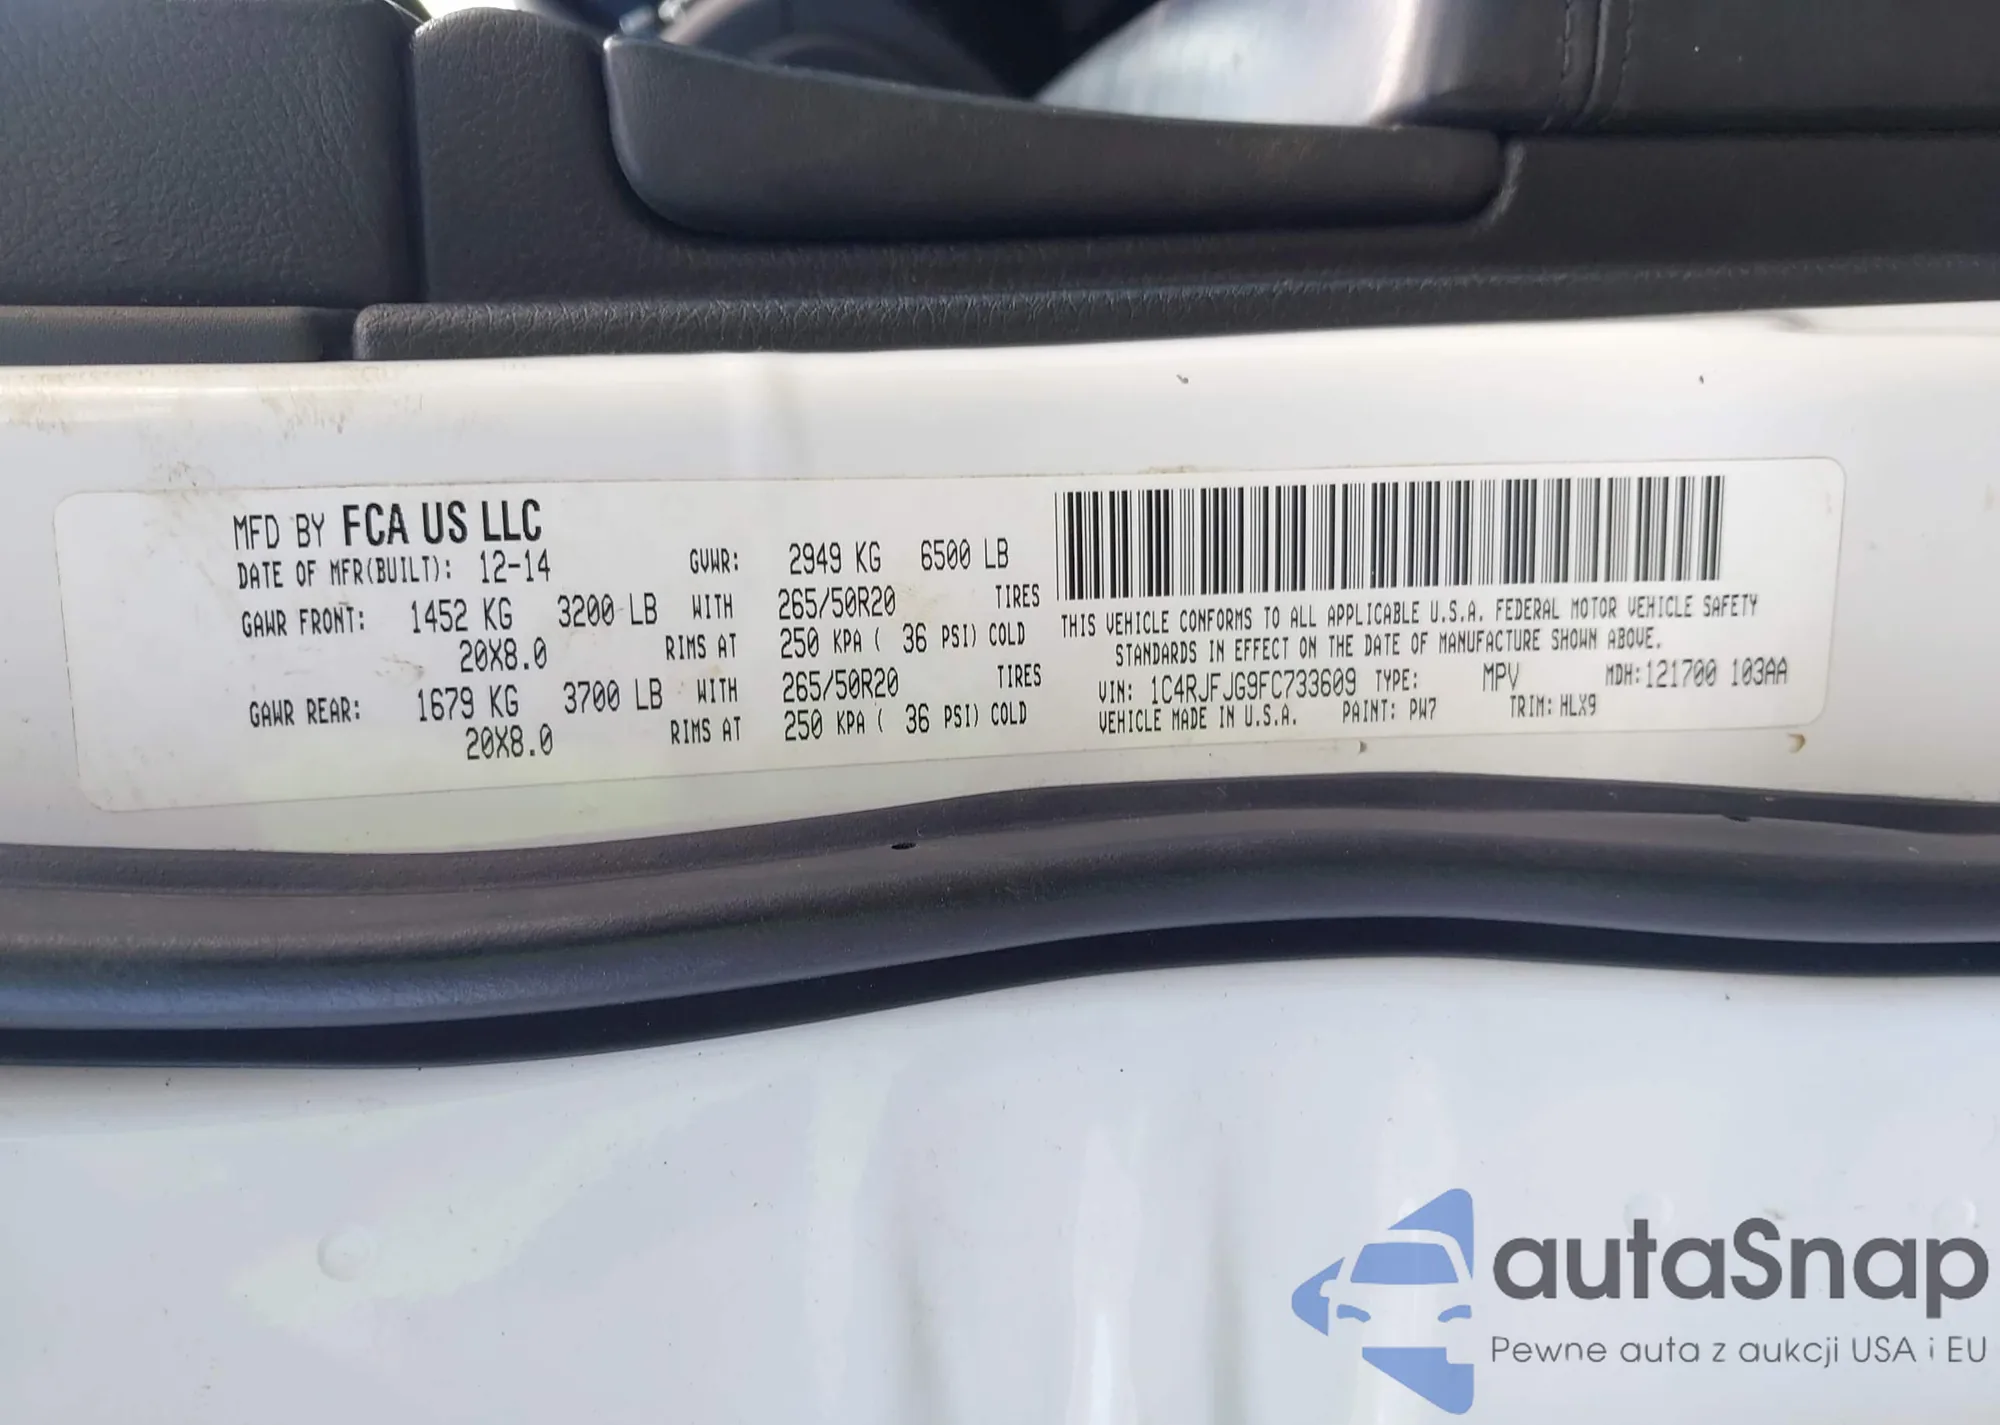 MFD BY FCA US LLC
DATE OF MFR(BUILT): 12-14 GVWR: 2949 KG 6500 LB
GAWR FRONT: 1452 KG 3200 LB WITH 265/50R20 TIRES
20X8.0 RIMS AT 250 KPA ( 36 PSI) COLD
GAWR REAR: 1679 KG 3700 LB WITH 265/50R20 TIRES
20X8.0 RIMS AT 250 KPA ( 36 PSI) COLD
THIS VEHICLE CONFORMS TO ALL APPLICABLE U.S.A. FEDERAL MOTOR VEHICLE SAFETY
STANDARDS IN EFFECT ON THE DATE OF MANUFACTURE SHOWN ABOVE.
VIN: 1C4RJFJG9FC733609 TYPE: MPV MDH: 121700 103AA
VEHICLE MADE IN U.S.A. PAINT: PW7 TRIM: HLX9
autaSnap
Pewne auta z aukcji USA i EU